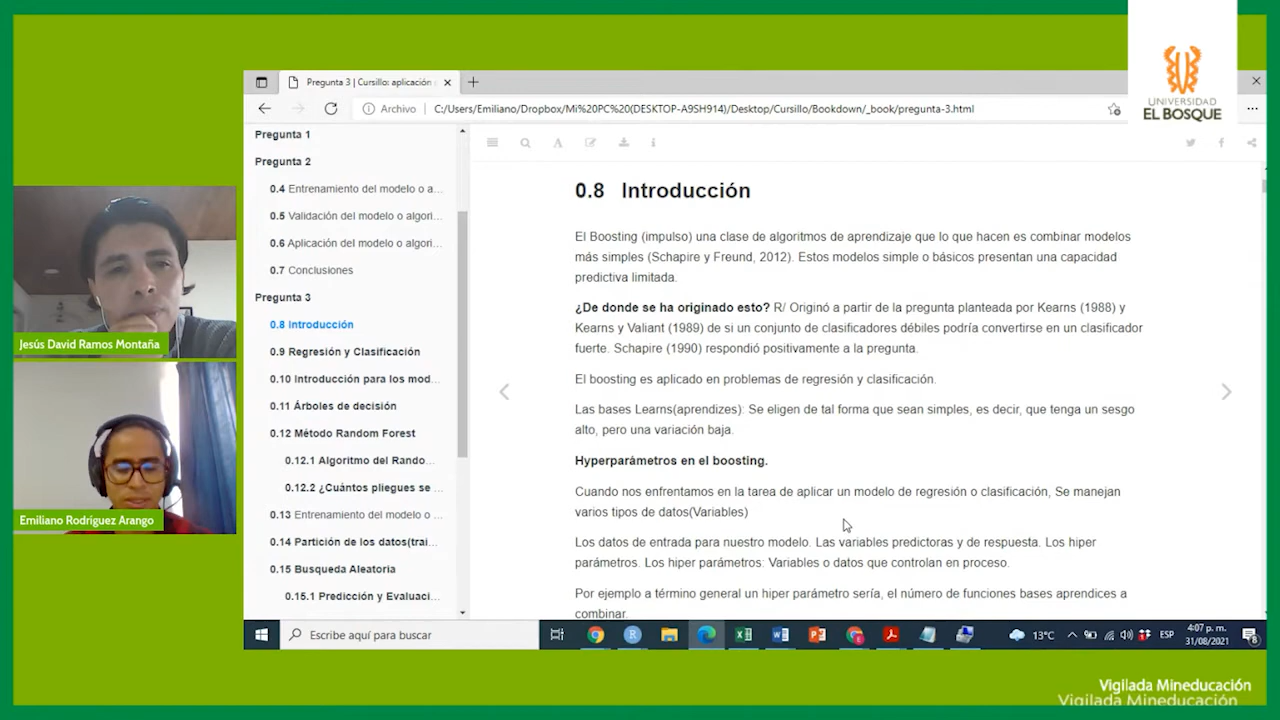 UNIVERSIDAD
EL BOSQUE
Pregunta 3 | Cursillo: aplicación
Archivo
C:/Users/Emiliano/Dropbox/Mi%20PC%20(DESKTOP-A9SH914)/Desktop/Cursillo/Bookdown/_book/pregunta-3.html
Pregunta 1
Pregunta 2
0.4 Entrenamiento del modelo o a...
0.5 Validación del modelo o algori...
0.6 Aplicación del modelo o algori...
0.7 Conclusiones
Pregunta 3
0.8 Introducción
0.9 Regresión y Clasificación
0.10 Introducción para los mod...
0.11 Árboles de decisión
0.12 Método Random Forest
0.12.1 Algoritmo del Rando...
0.12.2 ¿Cuántos pliegues se ...
0.13 Entrenamiento del modelo o ...
0.14 Partición de los datos(trai...
0.15 Busqueda Aleatoria
0.15.1 Predicción y Evaluaci...
0.8 Introducción
El Boosting (impulso) una clase de algoritmos de aprendizaje que lo que hacen es combinar modelos
más simples (Schapire y Freund, 2012). Estos modelos simple o básicos presentan una capacidad
predictiva limitada.
¿De donde se ha originado esto? R/ Originó a partir de la pregunta planteada por Kearns (1988) y
Kearns y Valiant (1989) de si un conjunto de clasificadores débiles podría convertirse en un clasificador
fuerte. Schapire (1990) respondió positivamente a la pregunta.
El boosting es aplicado en problemas de regresión y clasificación.
Las bases Learns(aprendizes): Se eligen de tal forma que sean simples, es decir, que tenga un sesgo
alto, pero una variación baja.
Hyperparámetros en el boosting.
Cuando nos enfrentamos en la tarea de aplicar un modelo de regresión o clasificación, Se manejan
varios tipos de datos(Variables)
Los datos de entrada para nuestro modelo. Las variables predictoras y de respuesta. Los hiper
parámetros. Los hiper parámetros: Variables o datos que controlan en proceso.
Por ejemplo a término general un hiper parámetro sería, el número de funciones bases aprendices a
combinar.
Jesús David Ramos Montaña
Emiliano Rodríguez Arango
Escribe aquí para buscar
13°C
ESP
4:07 p. m.
31/08/2021
Vigilada Mineducación
Vigilada Mineducación